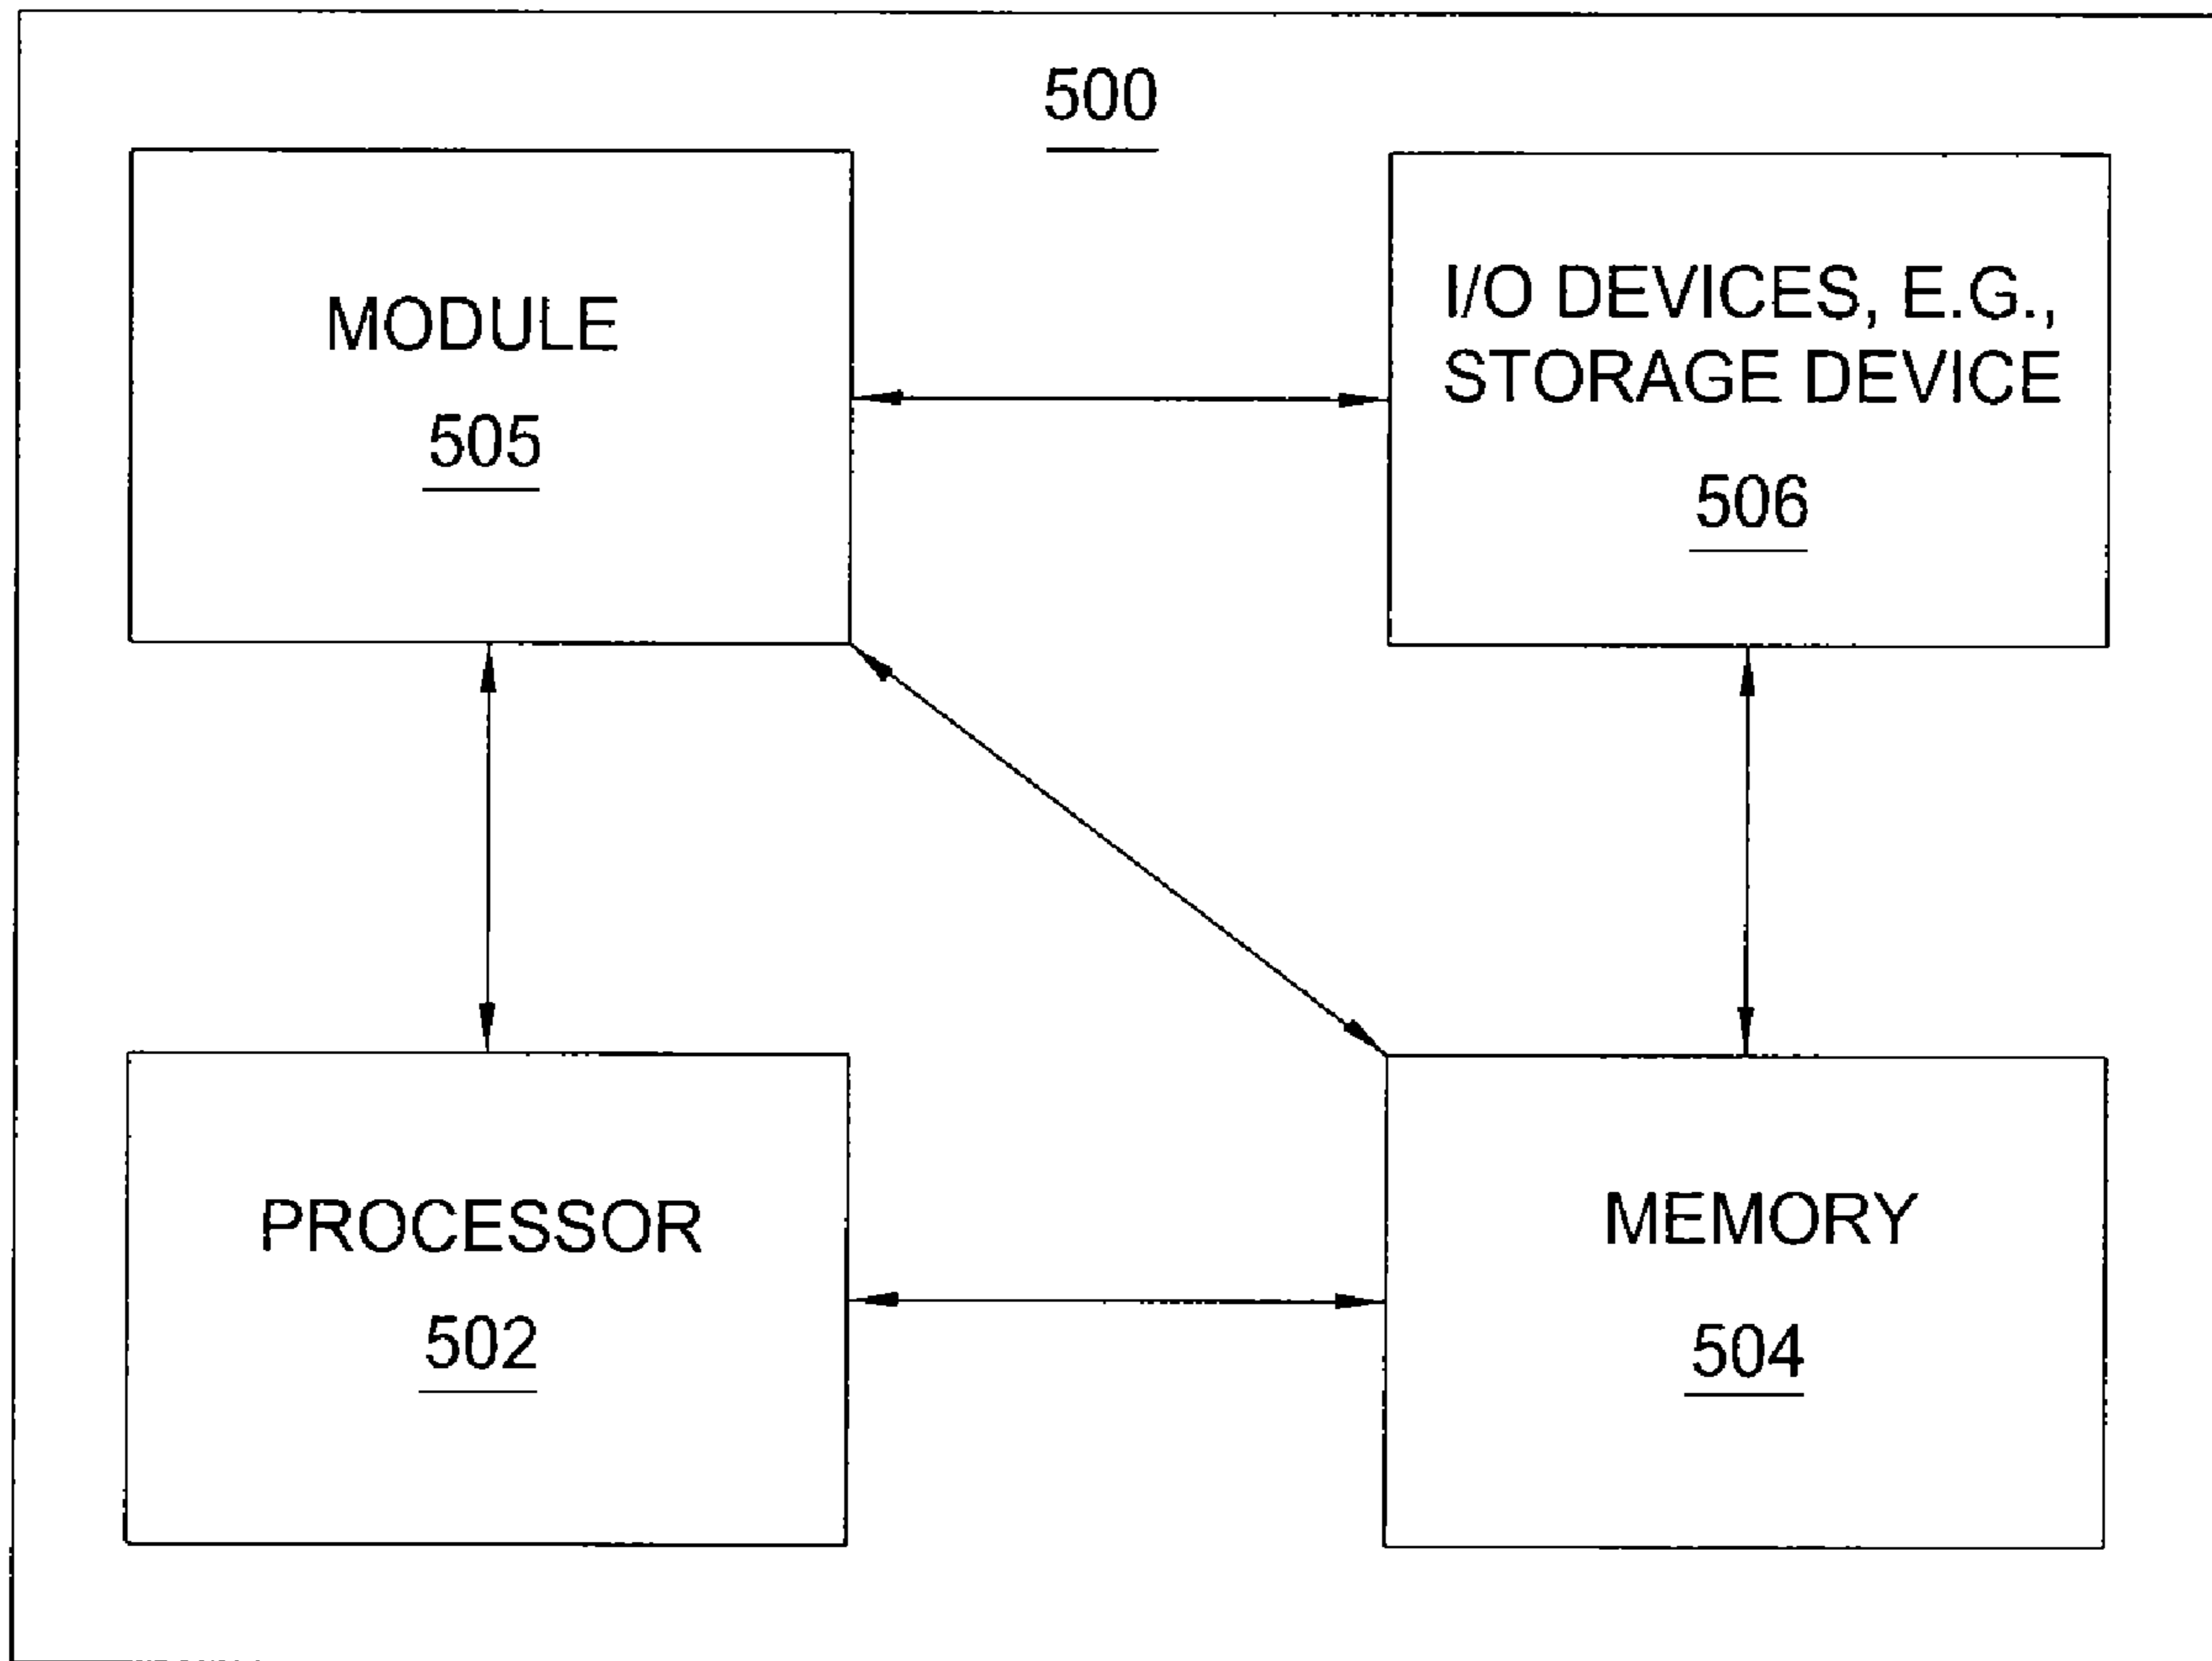 500
MODULE
505
I/O DEVICES, E.G.,
STORAGE DEVICE
506
PROCESSOR
502
MEMORY
504